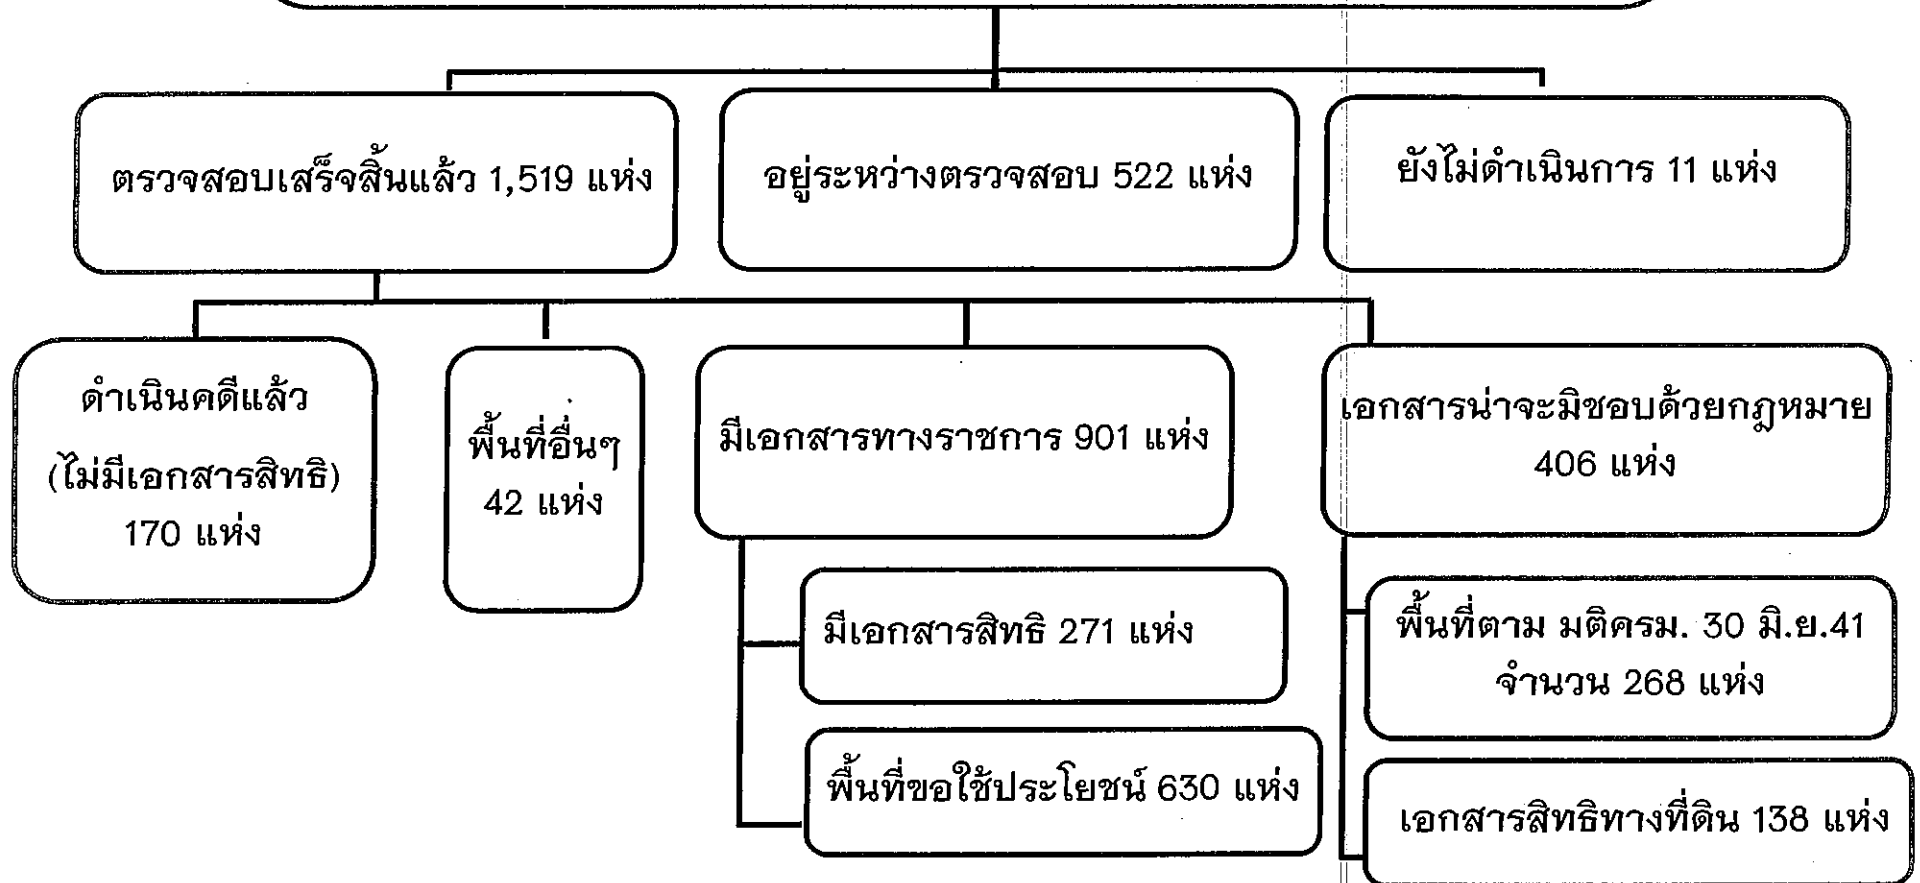 ตรวจสอบเสร็จสิ้นแล้ว 1,519 แห่ง
อยู่ระหว่างตรวจสอบ 522 แห่ง
ยังไม่ดำเนินการ 11 แห่ง
ดำเนินคดีแล้ว
(ไม่มีเอกสารสิทธิ)
170 แห่ง
พื้นที่อื่นๆ
42 แห่ง
มีเอกสารทางราชการ 901 แห่ง
เอกสารน่าจะมิชอบด้วยกฎหมาย
406 แห่ง
มีเอกสารสิทธิ 271 แห่ง
พื้นที่ขอใช้ประโยชน์ 630 แห่ง
พื้นที่ตาม มติครม. 30 มิ.ย.41
จำนวน 268 แห่ง
เอกสารสิทธิทางที่ดิน 138 แห่ง